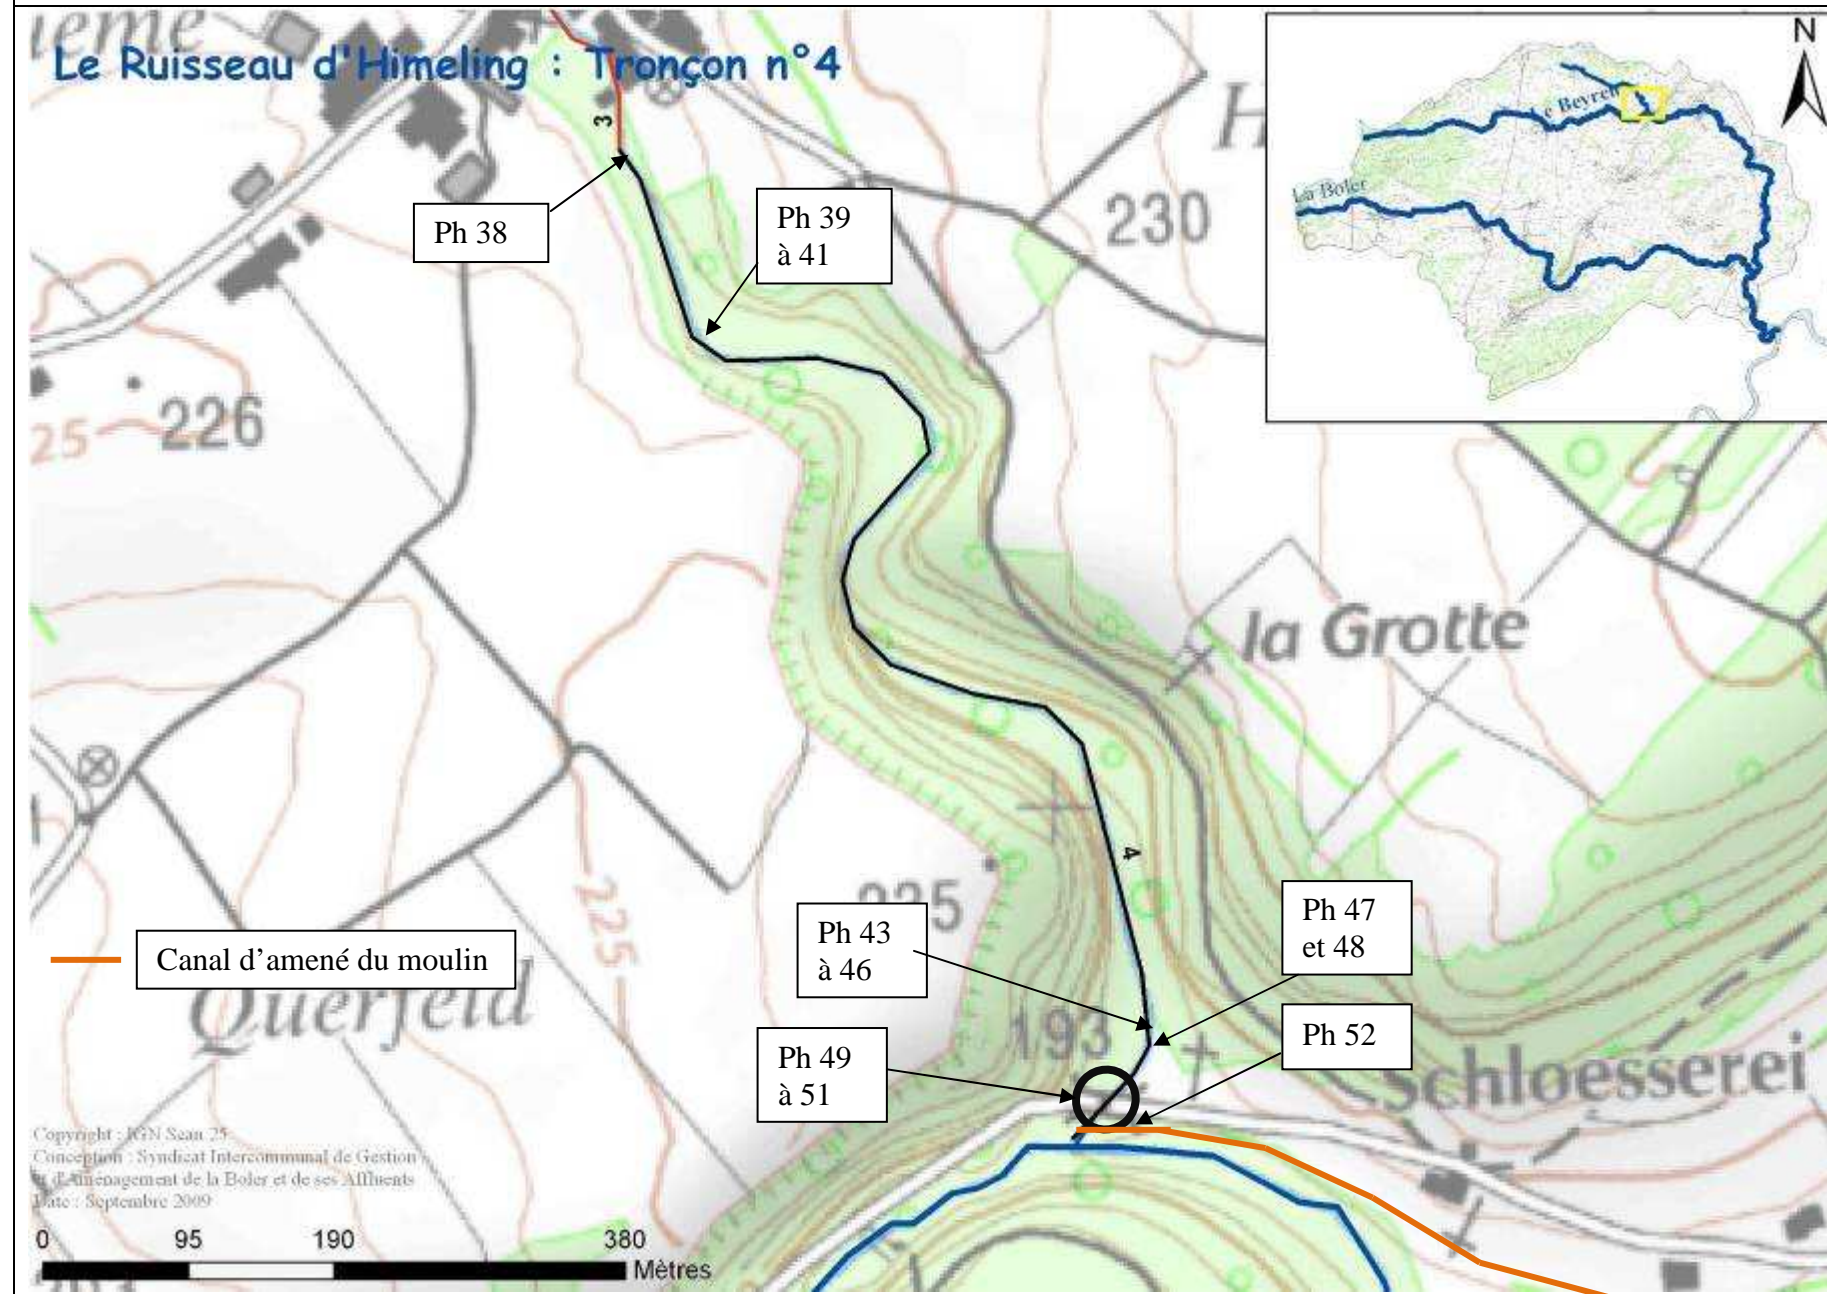 Le Ruisseau d'Himeling : Tronçon n°4
N
Le Beyren
La Boler
3
H
Ph 38
Ph 39
à 41
230
25
226
la Grotte
4
225
225
Canal d'amené du moulin
Querfeld
Ph 43
à 46
Ph 47
et 48
193
Ph 52
Ph 49
à 51
Schloesserei
Copyright : IGN Scan 25
Conception : Syndicat Intercommunal de Gestion
et d'Aménagement de la Boler et de ses Affluents
Date : Septembre 2009
0 95 190 380
Mètres